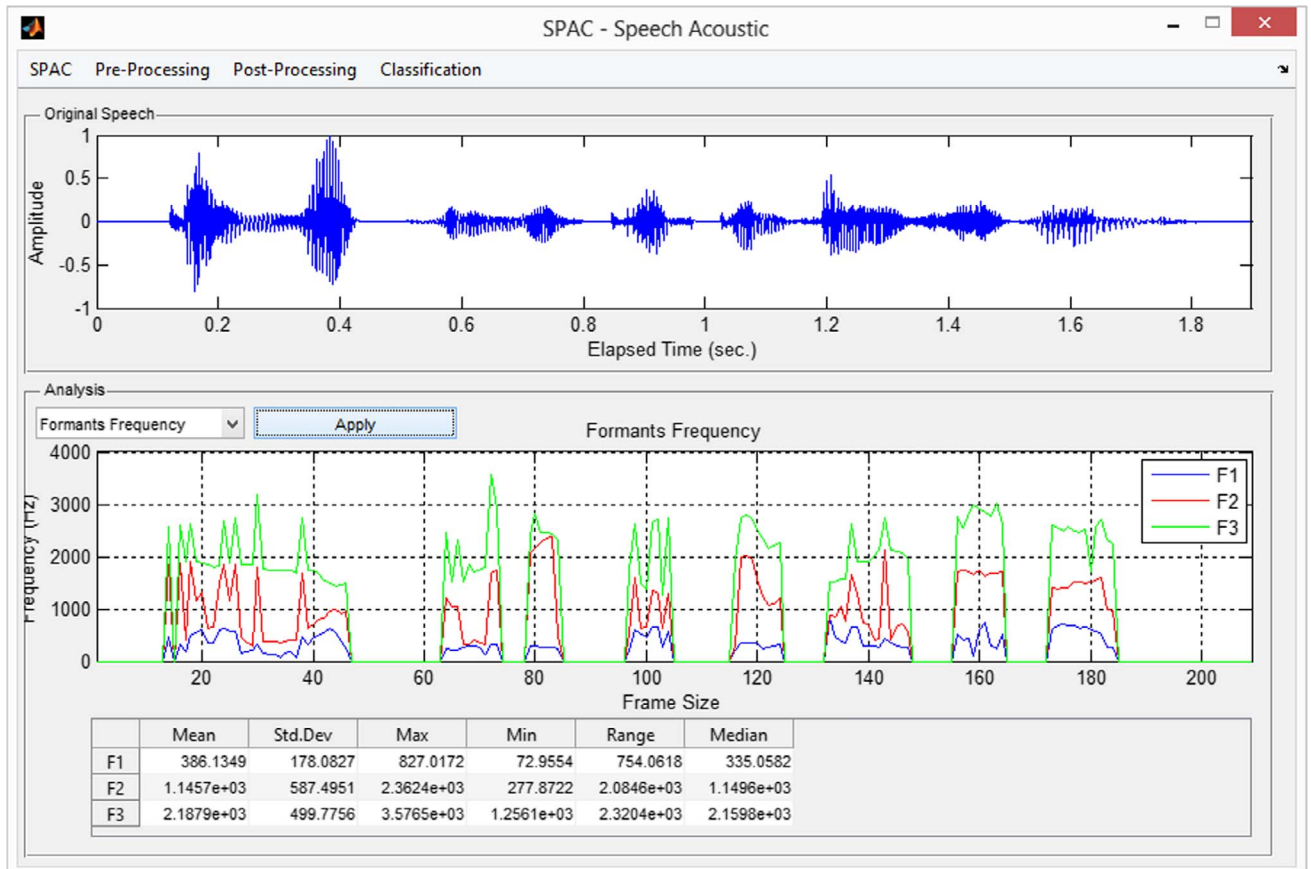 SPAC - Speech Acoustic
SPAC Pre-Processing Post-Processing Classification
Original Speech
1
0.5
0
-0.5
-1
Amplitude
0 0.2 0.4 0.6 0.8 1 1.2 1.4 1.6 1.8
Elapsed Time (sec.)
Analysis
Formants Frequency Apply
Formants Frequency
4000
3000
2000
1000
0
Frequency (Hz)
F1
F2
F3
20 40 60 80 100 120 140 160 180 200
Frame Size
Mean Std.Dev Max Min Range Median
F1 386.1349 178.0827 827.0172 72.9554 754.0618 335.0582
F2 1.1457e+03 587.4951 2.3624e+03 277.8722 2.0846e+03 1.1496e+03
F3 2.1879e+03 499.7756 3.5765e+03 1.2561e+03 2.3204e+03 2.1598e+03